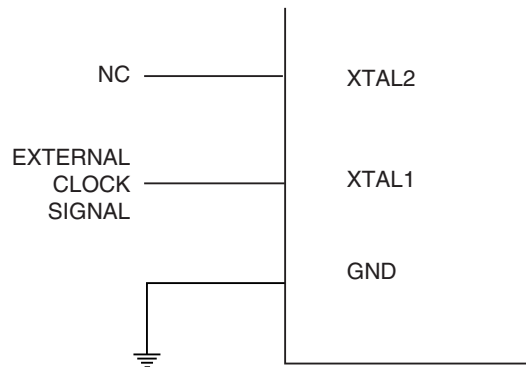 NC
XTAL2
EXTERNAL
CLOCK
SIGNAL
XTAL1
GND